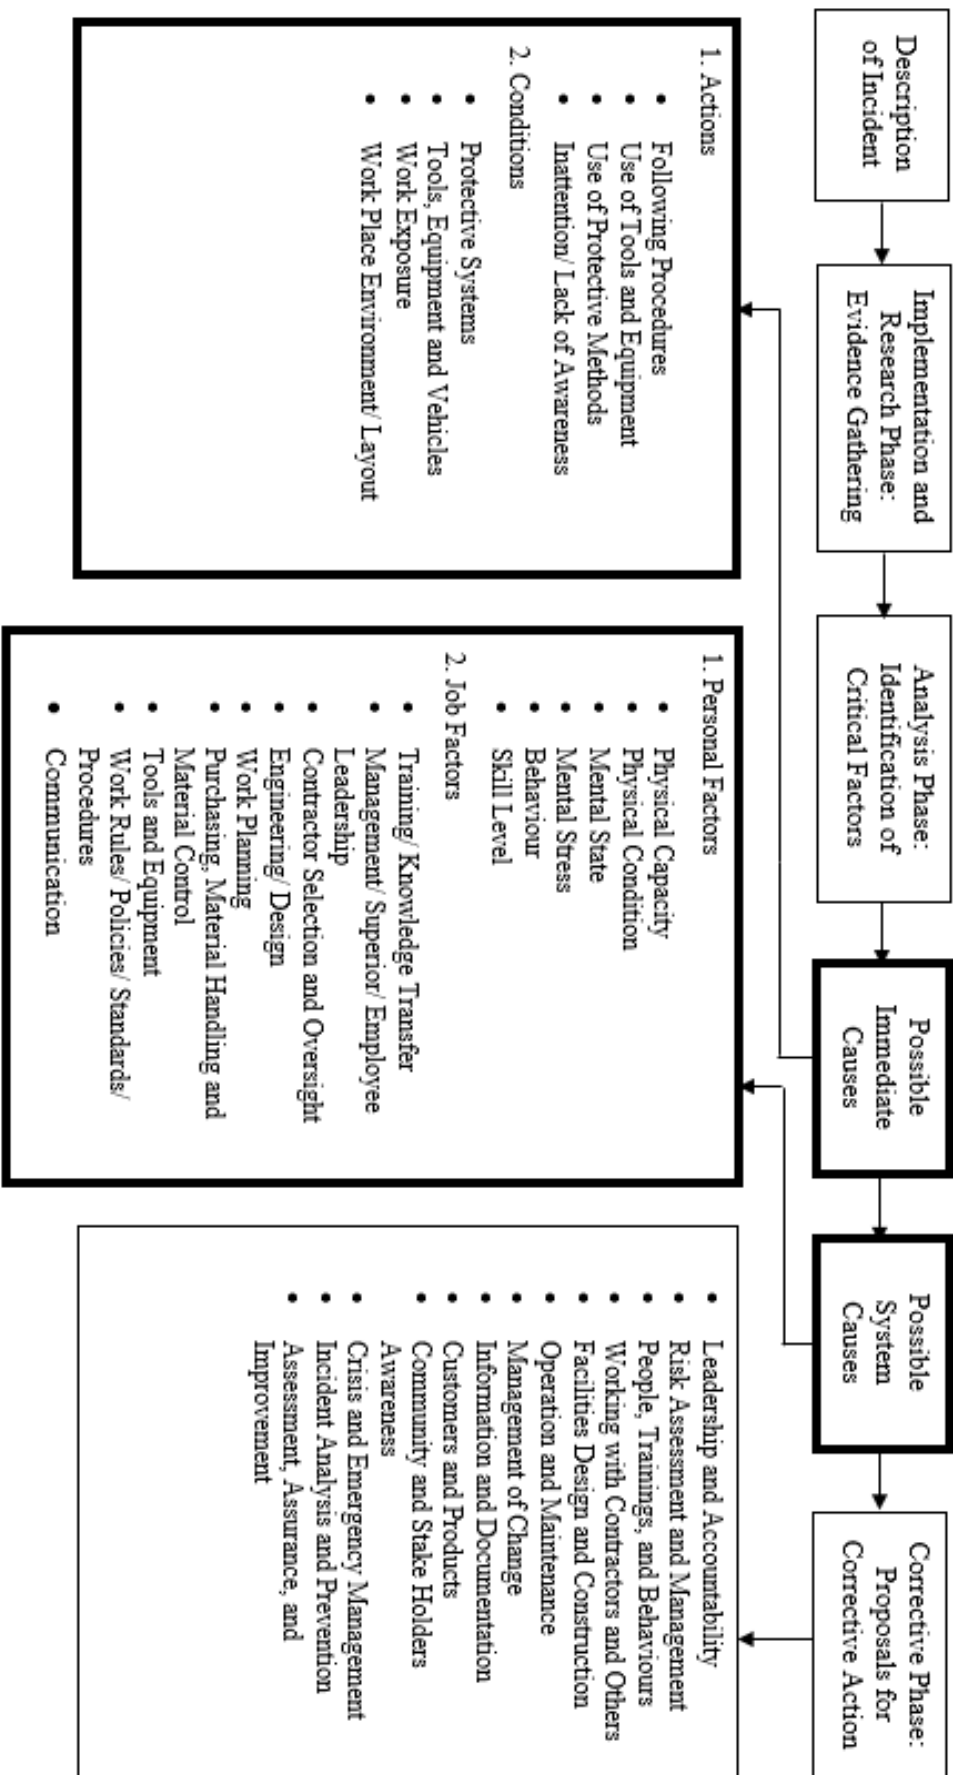 Description
of Incident
Implementation and
Research Phase:
Evidence Gathering
Analysis Phase:
Identification of
Critical Factors
Possible
Immediate
Causes
Possible
System
Causes
Corrective Phase:
Proposals for
Corrective Action
1. Actions
• Following Procedures
• Use of Tools and Equipment
• Use of Protective Methods
• Inattention/ Lack of Awareness
2. Conditions
• Protective Systems
• Tools, Equipment and Vehicles
• Work Exposure
• Work Place Environment/ Layout
1. Personal Factors
• Physical Capacity
• Physical Condition
• Mental State
• Mental Stress
• Behaviour
• Skill Level
2. Job Factors
• Training/ Knowledge Transfer
• Management/ Superior/ Employee
Leadership
• Contractor Selection and Oversight
• Engineering/ Design
• Work Planning
• Purchasing, Material Handling and
Material Control
• Tools and Equipment
• Work Rules/ Policies/ Standards/
Procedures
• Communication
• Leadership and Accountability
• Risk Assessment and Management
• People, Trainings, and Behaviours
• Working with Contractors and Others
• Facilities Design and Construction
• Operation and Maintenance
• Management of Change
• Information and Documentation
• Customers and Products
• Community and Stake Holders
Awareness
• Crisis and Emergency Management
• Incident Analysis and Prevention
• Assessment, Assurance, and
Improvement